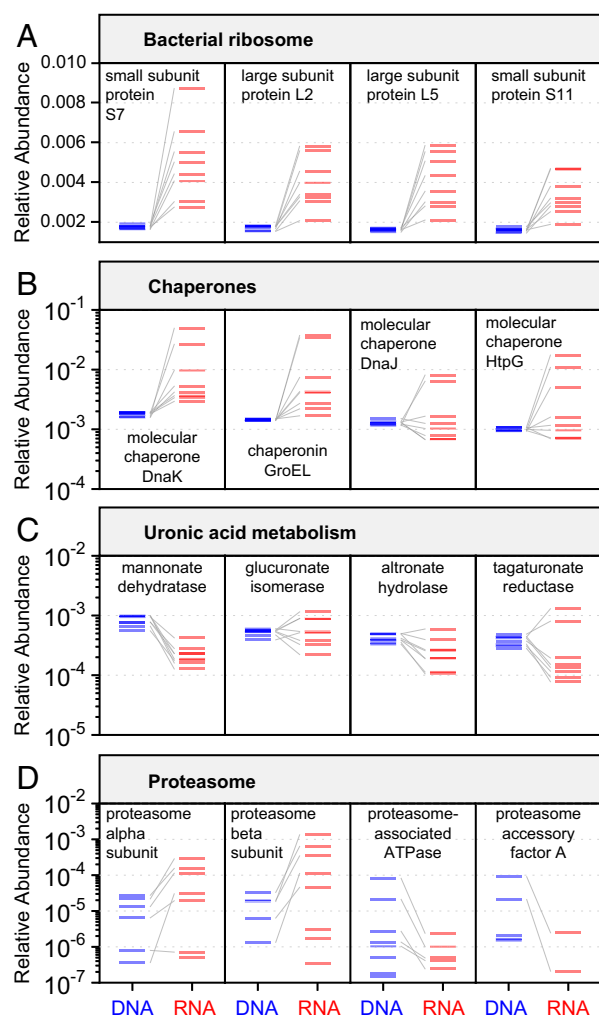 A
Bacterial ribosome
Relative Abundance
0.010
0.008
0.006
0.004
0.002
small subunit
protein
S7
large subunit
protein L2
large subunit
protein L5
small subunit
protein S11
B
Chaperones
Relative Abundance
10-1
10-2
10-3
10-4
molecular
chaperone
DnaK
chaperonin
GroEL
molecular
chaperone
DnaJ
molecular
chaperone
HtpG
C
Uronic acid metabolism
Relative Abundance
10-2
10-3
10-4
10-5
mannonate
dehydratase
glucuronate
isomerase
altronate
hydrolase
tagaturonate
reductase
D
Proteasome
Relative Abundance
10-2
10-3
10-4
10-5
10-6
10-7
proteasome
alpha
subunit
proteasome
beta
subunit
proteasome-
associated
ATPase
proteasome
accessory
factor A
DNA RNA DNA RNA DNA RNA DNA RNA